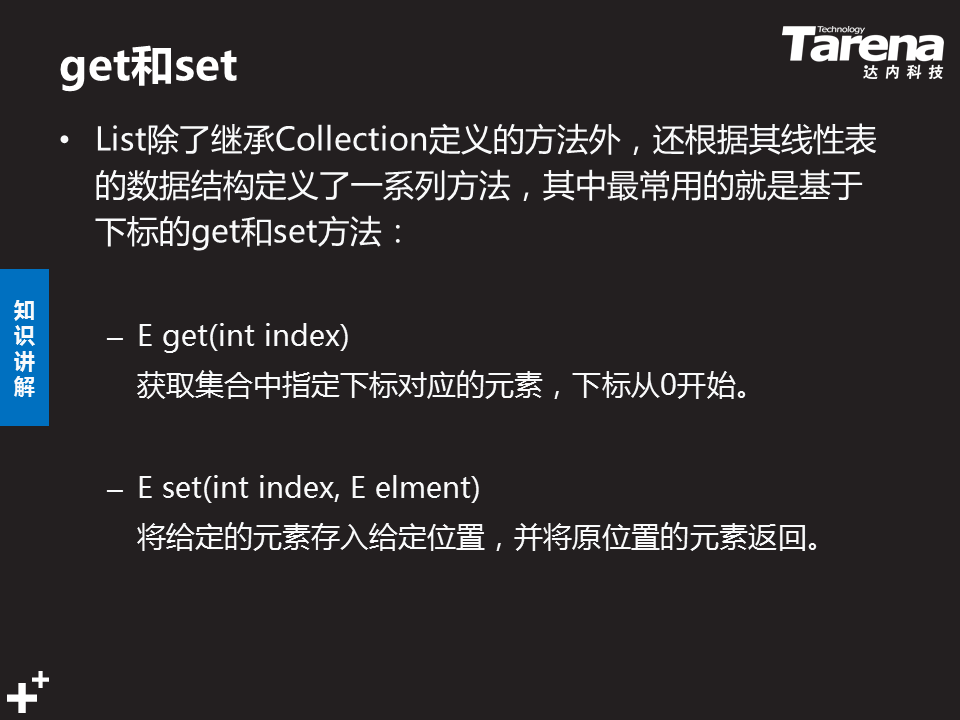 get和set
Technology
Tarena
达内科技
• List除了继承Collection定义的方法外，还根据其线性表
的数据结构定义了一系列方法，其中最常用的就是基于
下标的get和set方法：
知
识
讲
解
– E get(int index)
获取集合中指定下标对应的元素，下标从0开始。
– E set(int index, E elment)
将给定的元素存入给定位置，并将原位置的元素返回。